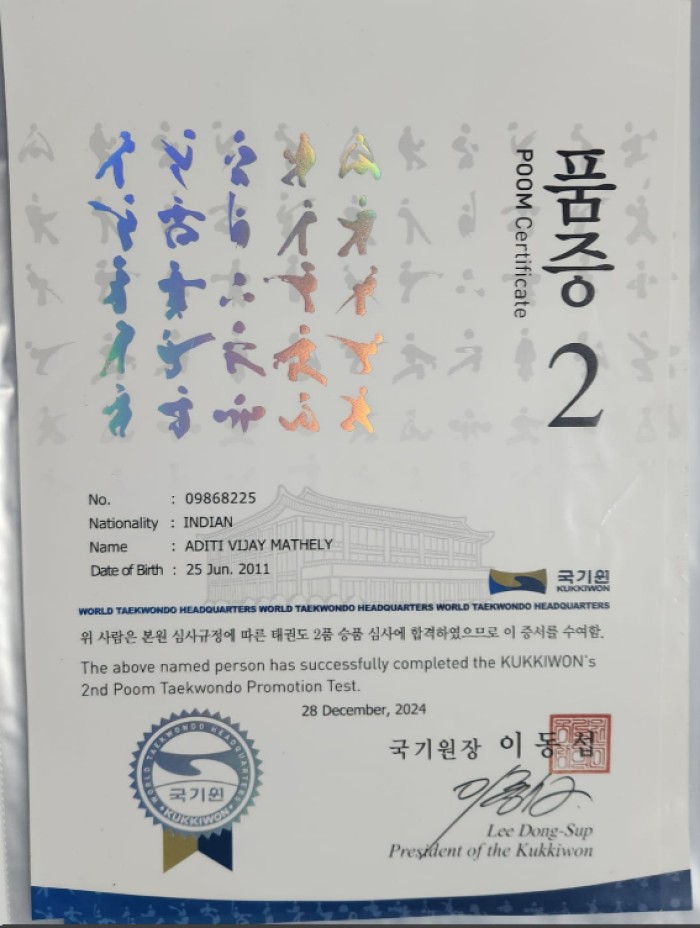 품증
POOM Certificate
2
No. : 09868225
Nationality : INDIAN
Name : ADITI VIJAY MATHELY
Date of Birth : 25 Jun. 2011
국기원
KUKKIWON
WORLD TAEKWONDO HEADQUARTERS WORLD TAEKWONDO HEADQUARTERS WORLD TAEKWONDO HEADQUARTERS
위 사람은 본원 심사규정에 따른 태권도 2품 승품 심사에 합격하였으므로 이 증서를 수여함.
The above named person has successfully completed the KUKKIWON's
2nd Poom Taekwondo Promotion Test.
28 December, 2024
WORLD TAEKWONDO HEADQUARTERS
국기원
KUKKIWON
국기원장 이동섭
Lee Dong-Sup
President of the Kukkiwon